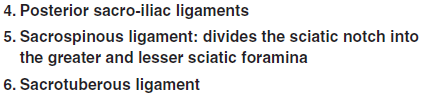 4. Posterior sacro-iliac ligaments
5. Sacrospinous ligament: divides the sciatic notch into
the greater and lesser sciatic foramina
6. Sacrotuberous ligament